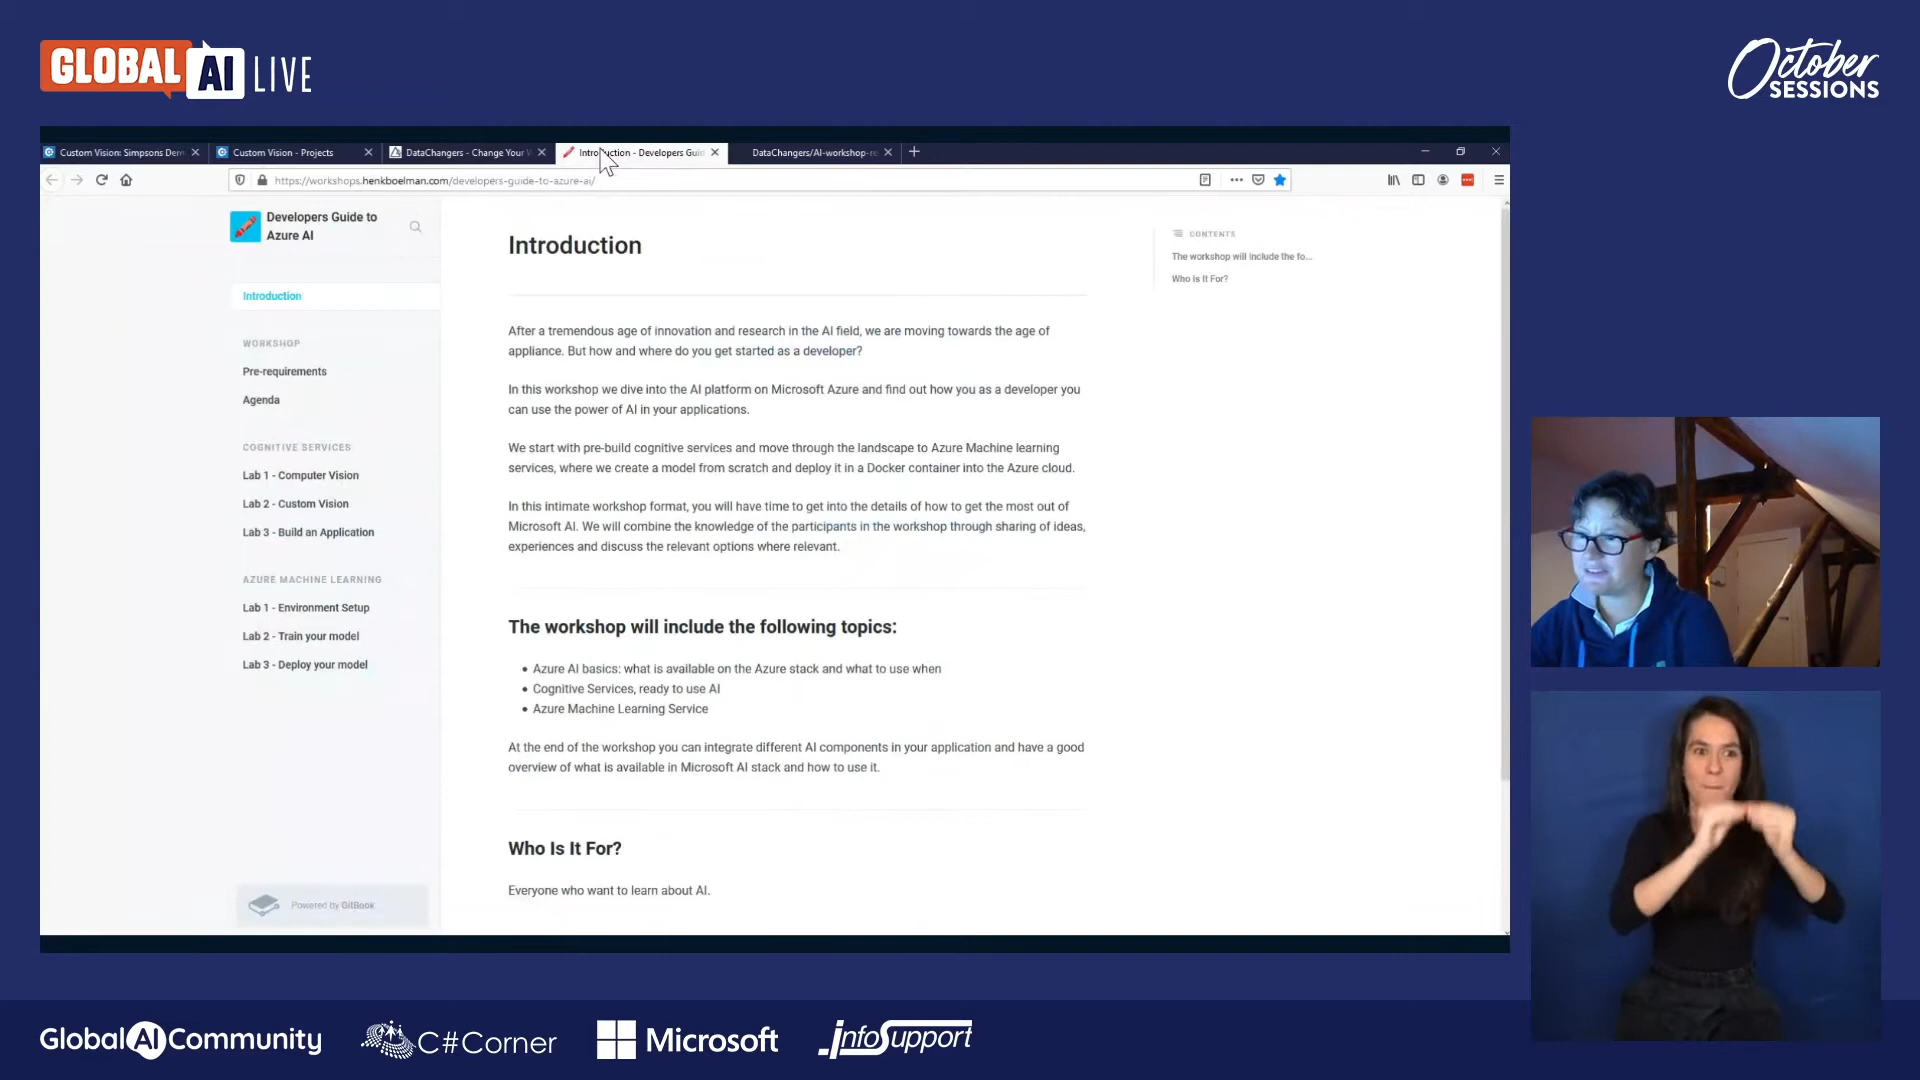 GLOBAL AI LIVE
October
SESSIONS
Custom Vision: Simpsons Den
Custom Vision - Projects
DataChangers - Change Your V
Introduction - Developers Guid
DataChangers/AI-workshop-re
https://workshops.henkboelman.com/developers-guide-to-azure-ai/
Developers Guide to
Azure AI
Introduction
WORKSHOP
Pre-requirements
Agenda
COGNITIVE SERVICES
Lab 1 - Computer Vision
Lab 2 - Custom Vision
Lab 3 - Build an Application
AZURE MACHINE LEARNING
Lab 1 - Environment Setup
Lab 2 - Train your model
Lab 3 - Deploy your model
Powered by GitBook
Introduction
After a tremendous age of innovation and research in the AI field, we are moving towards the age of
appliance. But how and where do you get started as a developer?
In this workshop we dive into the AI platform on Microsoft Azure and find out how you as a developer you
can use the power of AI in your applications.
We start with pre-build cognitive services and move through the landscape to Azure Machine learning
services, where we create a model from scratch and deploy it in a Docker container into the Azure cloud.
In this intimate workshop format, you will have time to get into the details of how to get the most out of
Microsoft AI. We will combine the knowledge of the participants in the workshop through sharing of ideas,
experiences and discuss the relevant options where relevant.
The workshop will include the following topics:
Azure AI basics: what is available on the Azure stack and what to use when
Cognitive Services, ready to use AI
Azure Machine Learning Service
At the end of the workshop you can integrate different AI components in your application and have a good
overview of what is available in Microsoft AI stack and how to use it.
Who Is It For?
Everyone who want to learn about AI.
CONTENTS
The workshop will include the fo...
Who Is It For?
Global AI Community
C#Corner
Microsoft
infoSupport